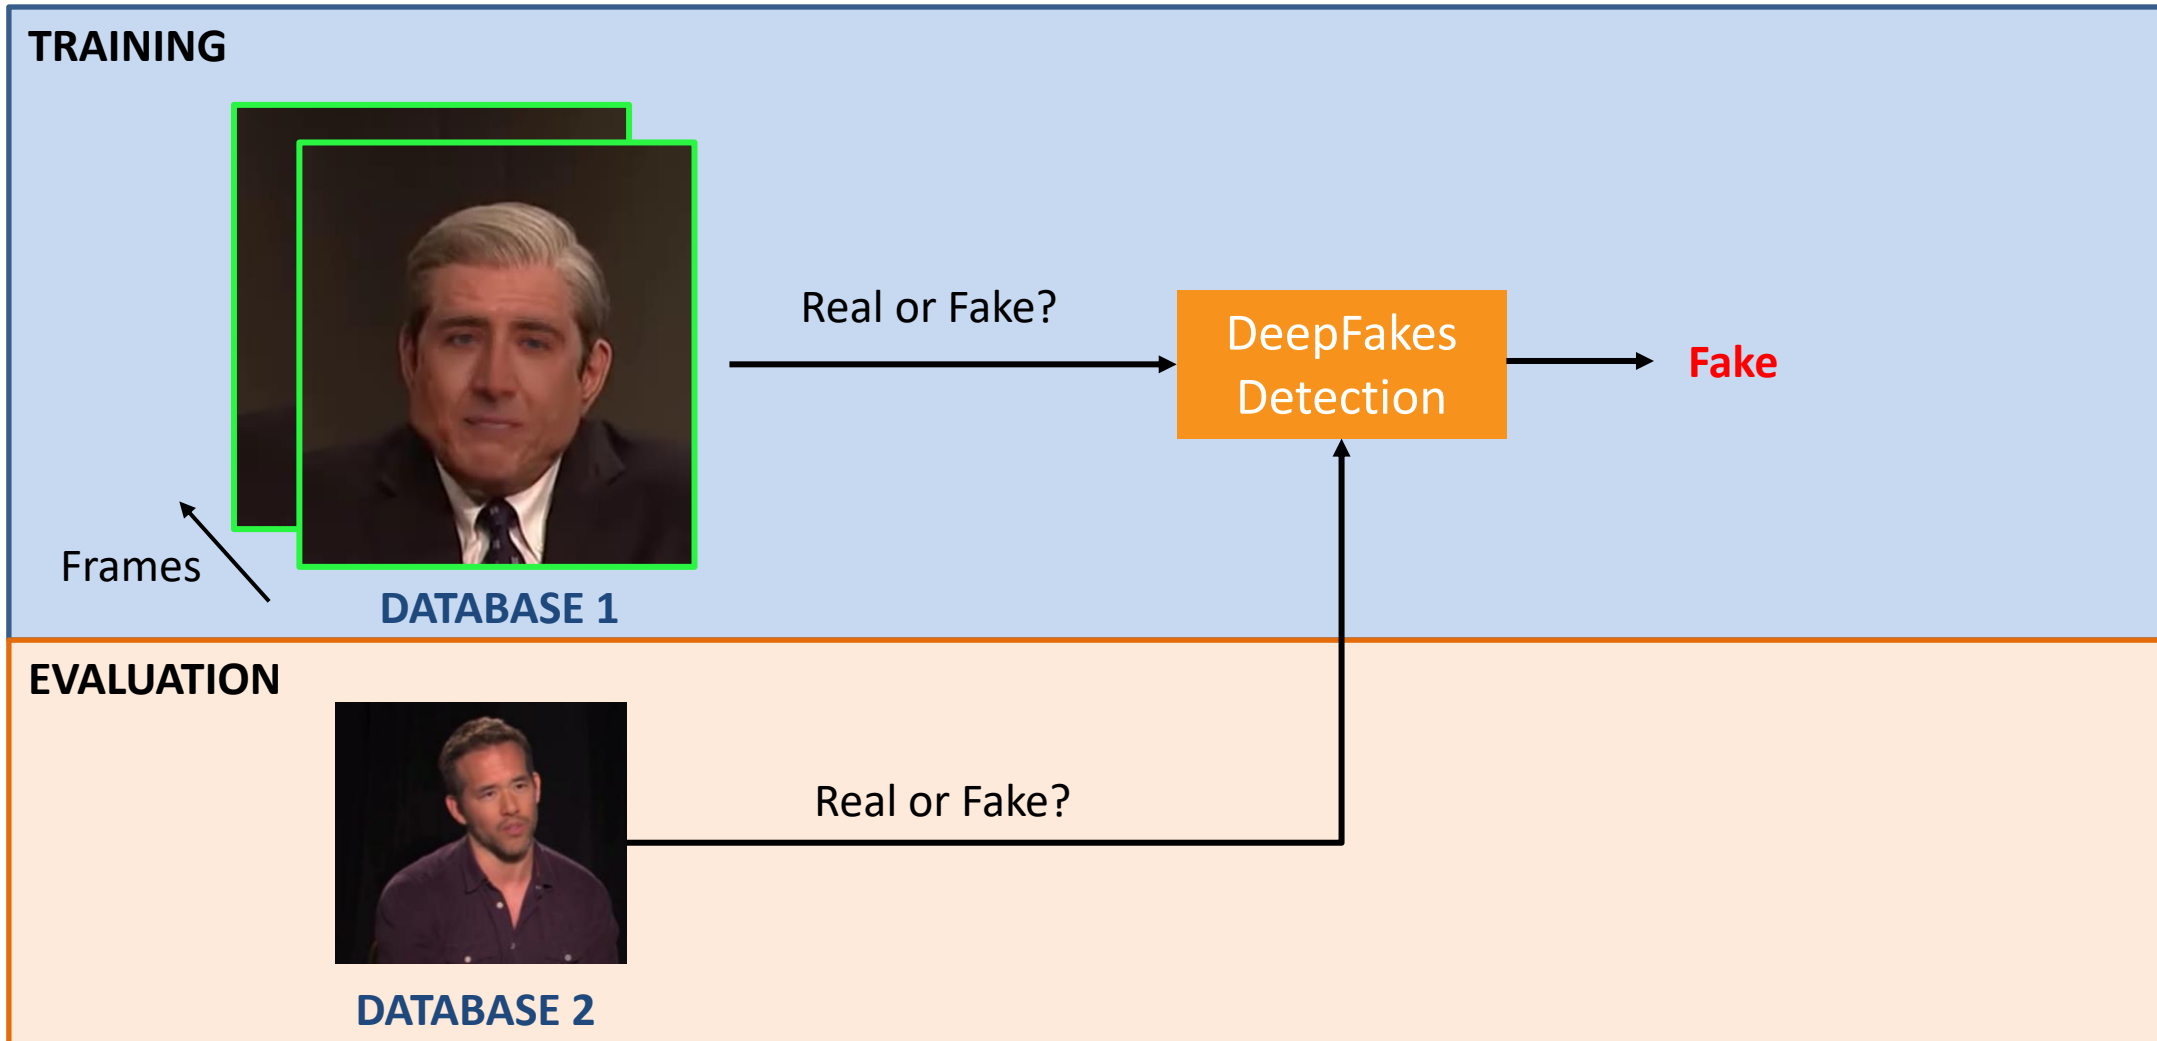 TRAINING
Real or Fake?
DeepFakes
Detection
Fake
Frames
DATABASE 1
EVALUATION
Real or Fake?
DATABASE 2